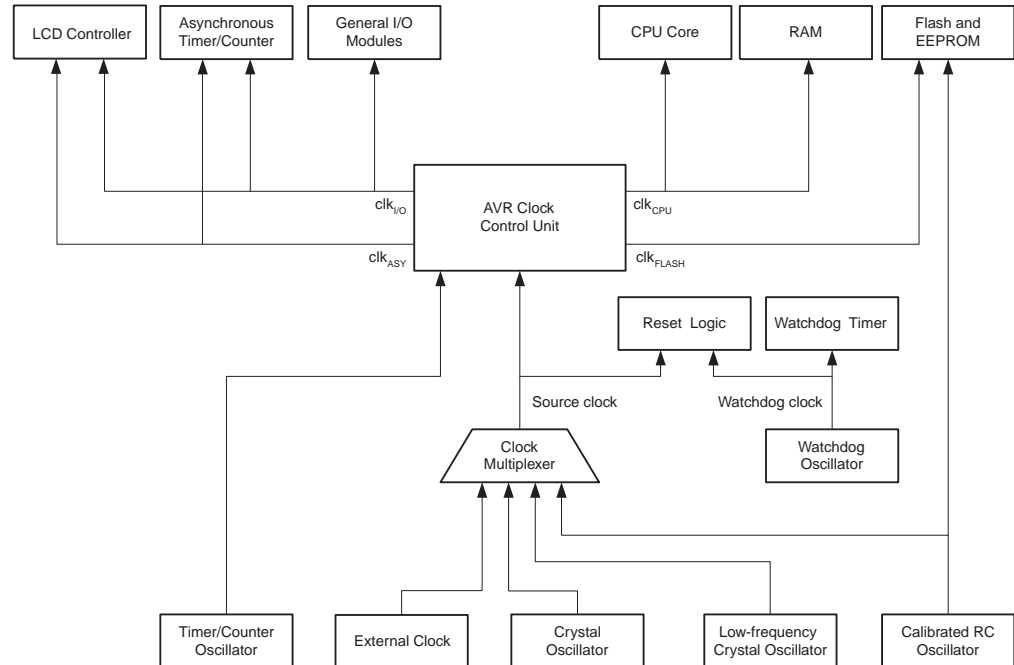 LCD Controller
Asynchronous
Timer/Counter
General I/O
Modules
CPU Core
RAM
Flash and
EEPROM
clkI/O
AVR Clock
Control Unit
clkCPU
clkASY
clkFLASH
Reset Logic
Watchdog Timer
Source clock
Watchdog clock
Clock
Multiplexer
Watchdog
Oscillator
Timer/Counter
Oscillator
External Clock
Crystal
Oscillator
Low-frequency
Crystal Oscillator
Calibrated RC
Oscillator